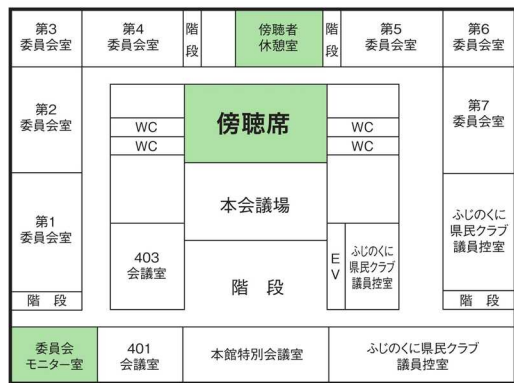 第3
委員会室
第4
委員会室
階
段
傍聴者
休憩室
階
段
第5
委員会室
第6
委員会室
第2
委員会室
WC
WC
傍聴席
WC
WC
第7
委員会室
第1
委員会室
本会議場
403
会議室
階 段
EV
ふじのくに
県民クラブ
議員控室
ふじのくに
県民クラブ
議員控室
階 段
階 段
委員会
モニター室
401
会議室
本館特別会議室
ふじのくに県民クラブ
議員控室